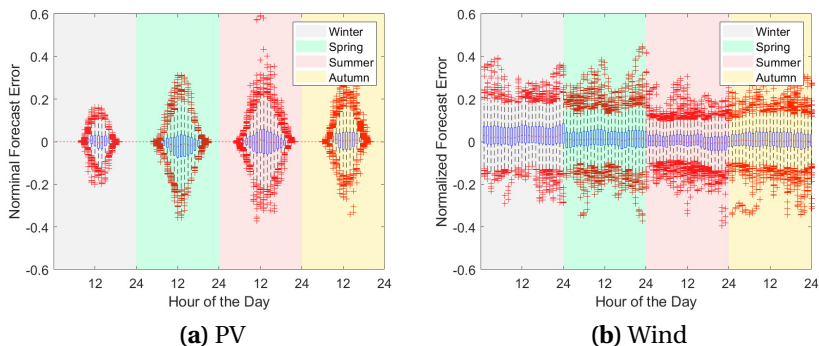 0.6
0.4
0.2
0
-0.2
-0.4
-0.6
Norminal Forecast Error
Winter
Spring
Summer
Autumn
12 24 12 24 12 24 12 24
Hour of the Day
(a) PV
0.6
0.4
0.2
0
-0.2
-0.4
-0.6
Normalized Forecast Error
Winter
Spring
Summer
Autumn
12 24 12 24 12 24 12 24
Hour of the Day
(b) Wind